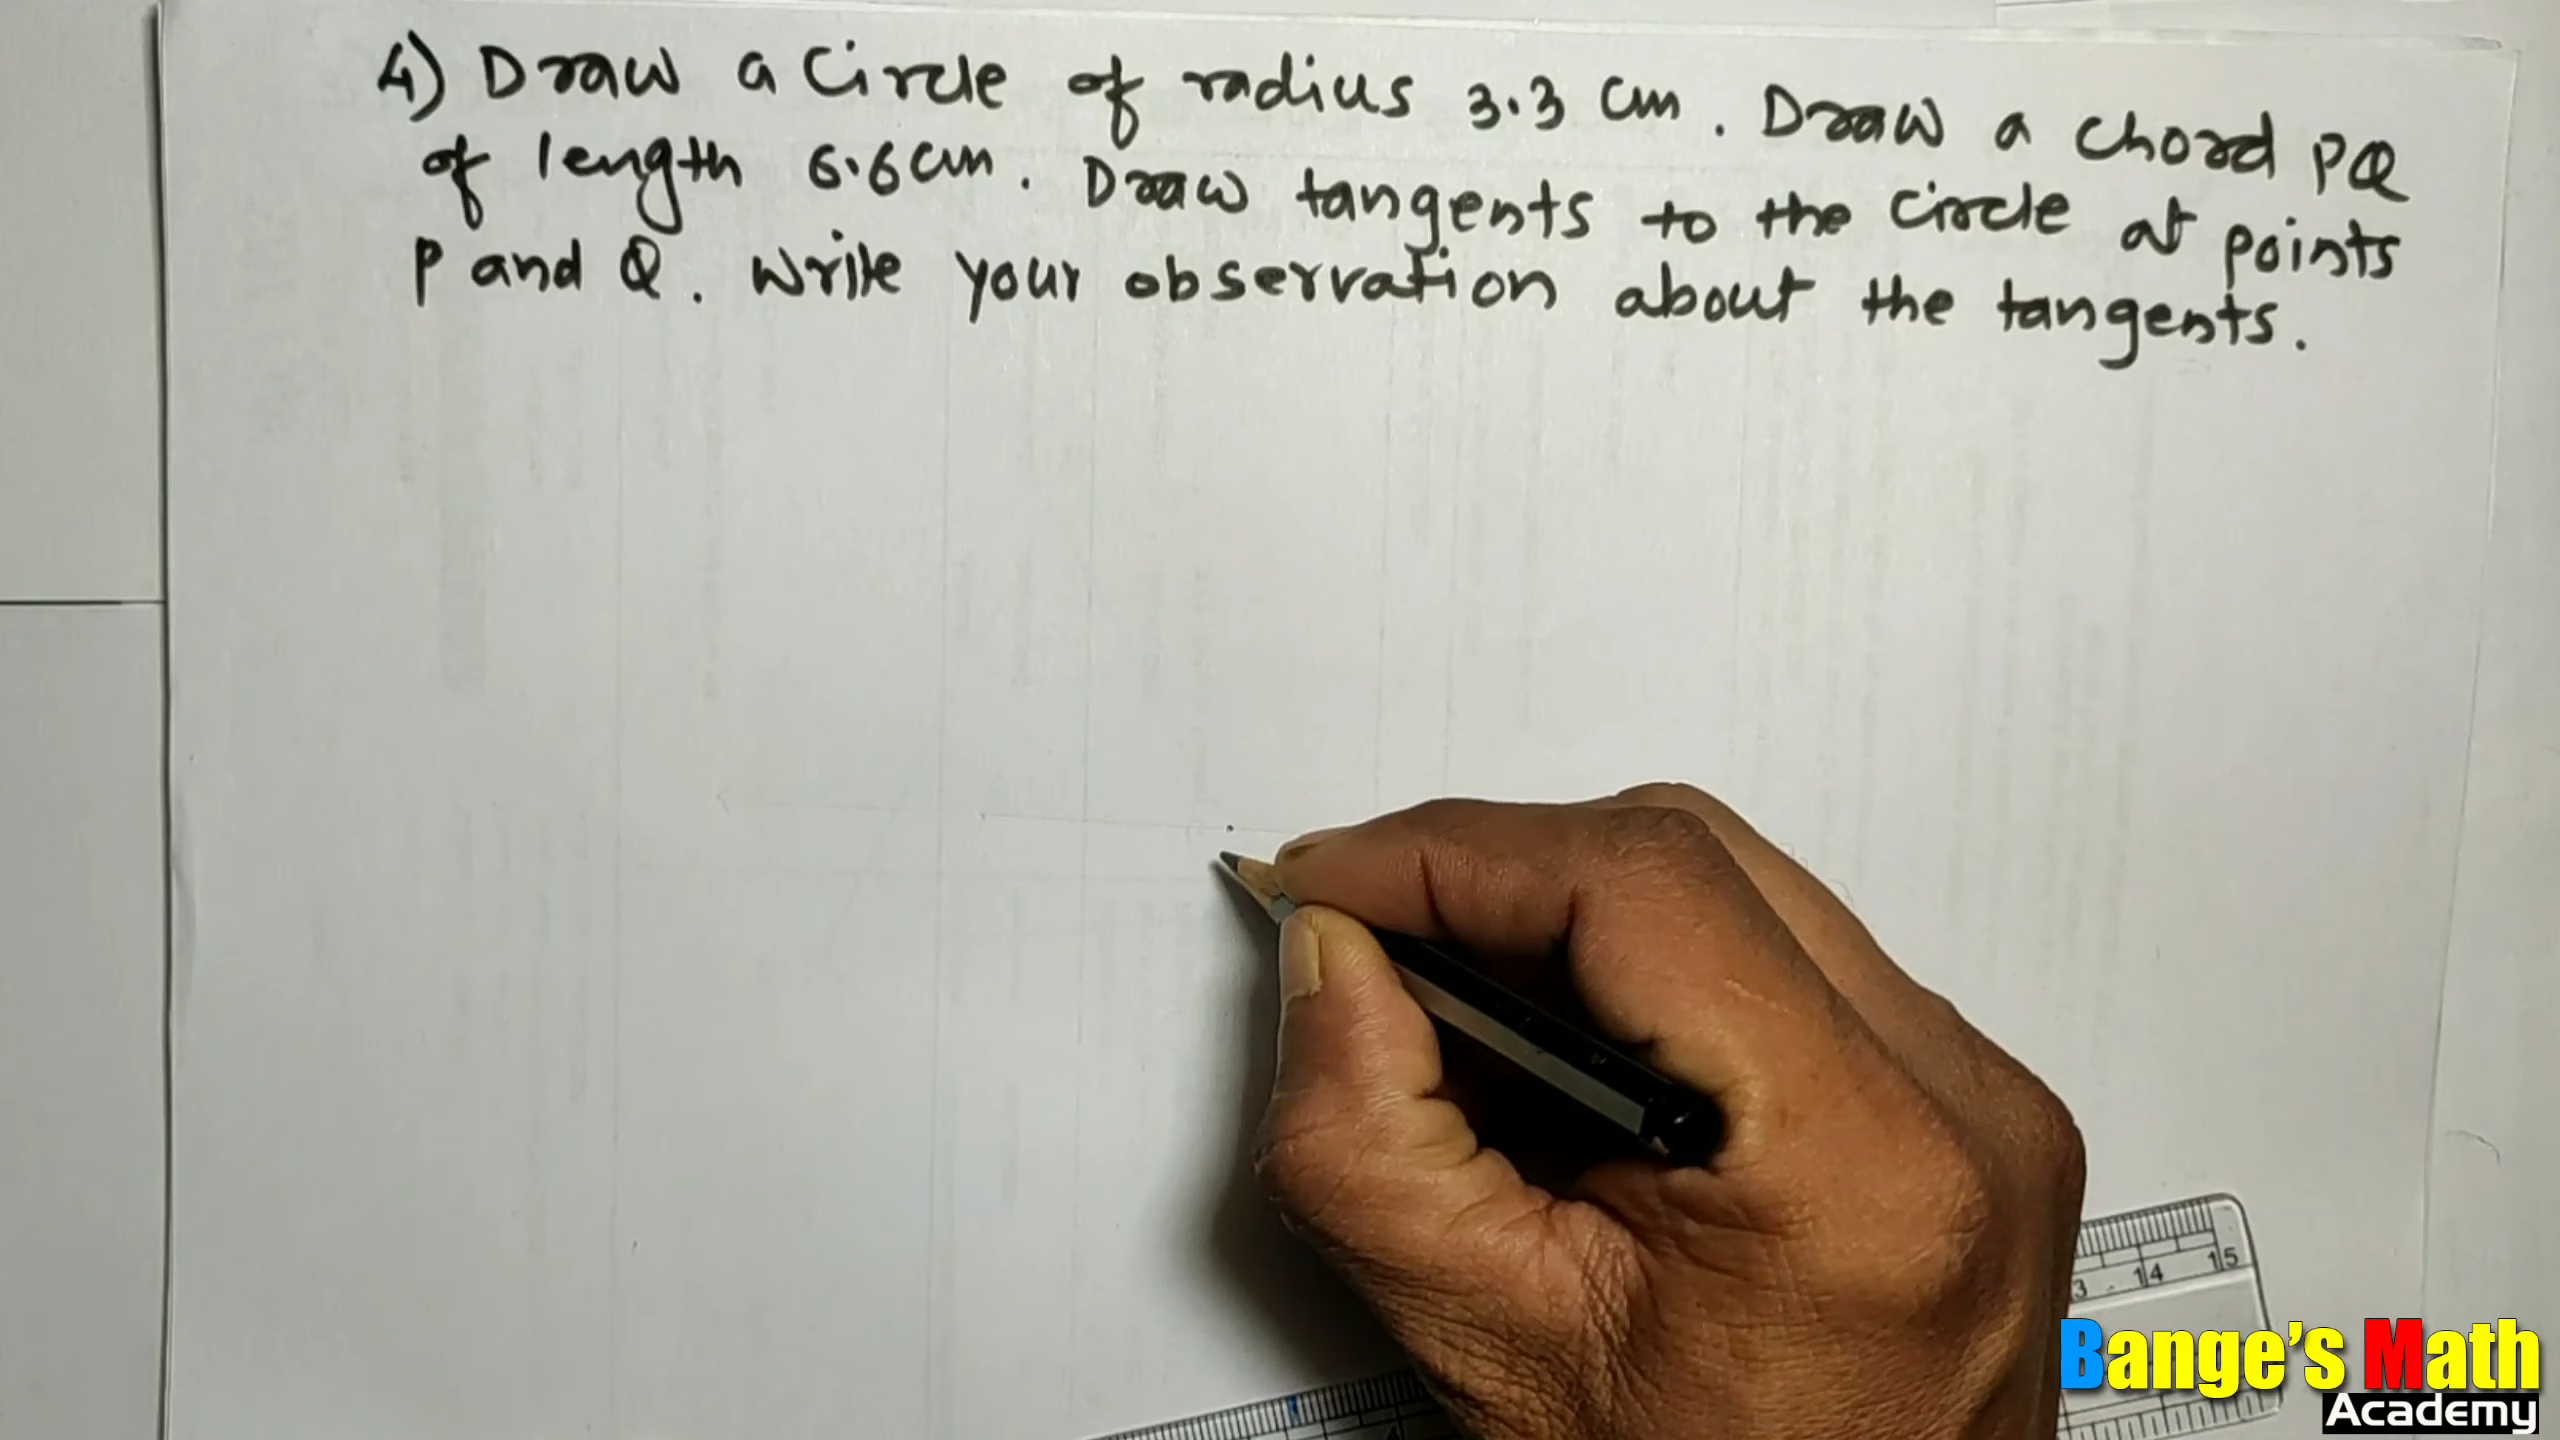 4) Draw a Circle of radius 3.3 cm. Draw a chord PQ
of length 6.6cm. Draw tangents to the circle at points
P and Q. Write your observation about the tangents.
3 14 15
Bange's Math
Academy